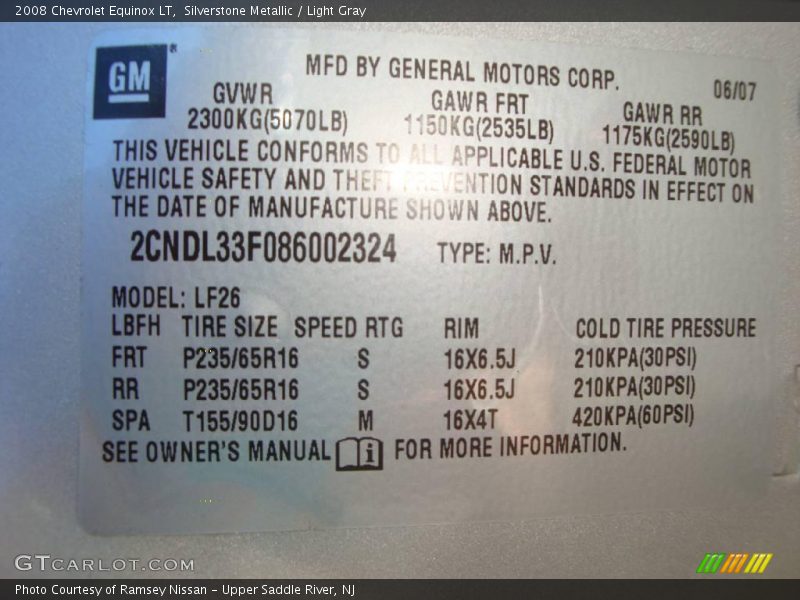 2008 Chevrolet Equinox LT,  Silverstone Metallic / Light Gray
GM ®
MFD BY GENERAL MOTORS CORP.
06/07
GVWR GAWR FRT GAWR RR
2300KG(5070LB) 1150KG(2535LB) 1175KG(2590LB)
THIS VEHICLE CONFORMS TO ALL APPLICABLE U.S. FEDERAL MOTOR
VEHICLE SAFETY AND THEFT PREVENTION STANDARDS IN EFFECT ON
THE DATE OF MANUFACTURE SHOWN ABOVE.
2CNDL33F086002324 TYPE: M.P.V.
MODEL: LF26
LBFH TIRE SIZE SPEED RTG RIM COLD TIRE PRESSURE
FRT P235/65R16 S 16X6.5J 210KPA(30PSI)
RR P235/65R16 S 16X6.5J 210KPA(30PSI)
SPA T155/90D16 M 16X4T 420KPA(60PSI)
SEE OWNER'S MANUAL i FOR MORE INFORMATION.
GTCARLOT.COM
Photo Courtesy of Ramsey Nissan – Upper Saddle River, NJ